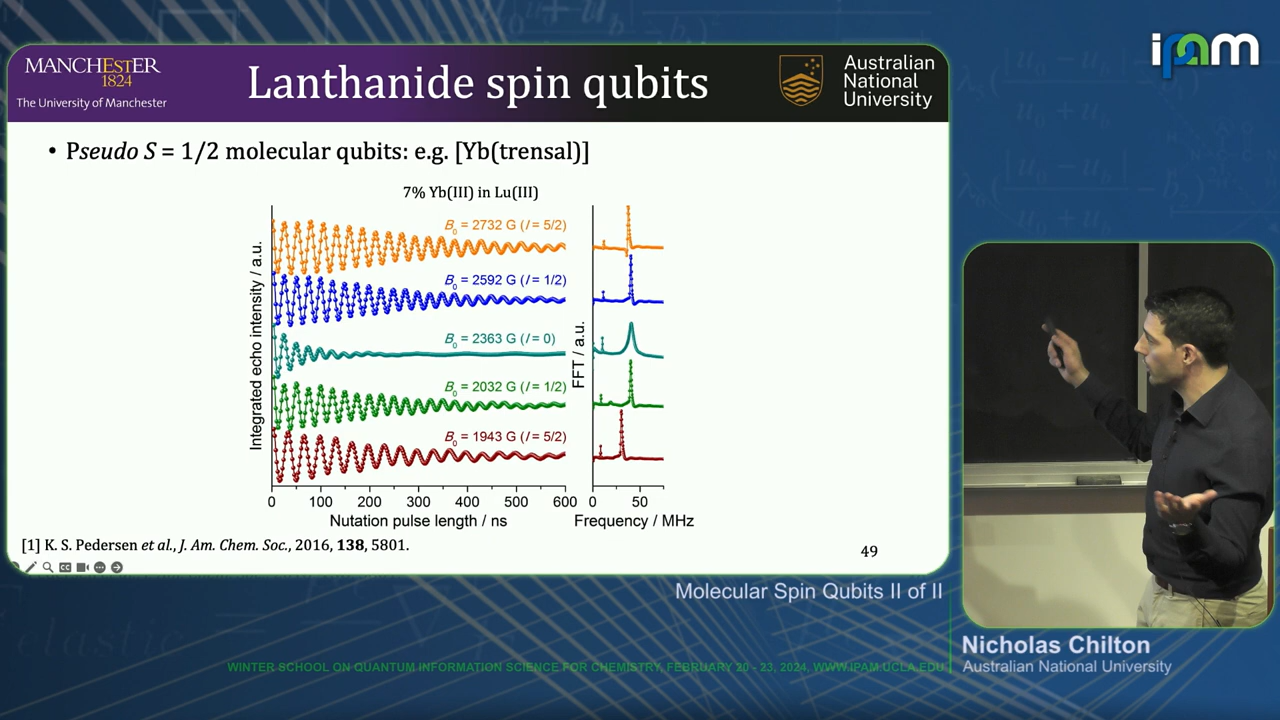 MANCHESTER
1824
The University of Manchester
Lanthanide spin qubits
Australian
National
University
ipam
• Pseudo S = 1/2 molecular qubits: e.g. [Yb(trensal)]
7% Yb(III) in Lu(III)
B0 = 2732 G (I = 5/2)
B0 = 2592 G (I = 1/2)
B0 = 2363 G (I = 0)
B0 = 2032 G (I = 1/2)
B0 = 1943 G (I = 5/2)
Integrated echo intensity / a.u.
FFT / a.u.
0 100 200 300 400 500 600
Nutation pulse length / ns
0 50
Frequency / MHz
[1] K. S. Pedersen et al., J. Am. Chem. Soc., 2016, 138, 5801.
49
Molecular Spin Qubits II of II
Nicholas Chilton
Australian National University
WINTER SCHOOL ON QUANTUM INFORMATION SCIENCE FOR CHEMISTRY, FEBRUARY 20 - 23, 2024, WWW.IPAM.UCLA.EDU
elastic